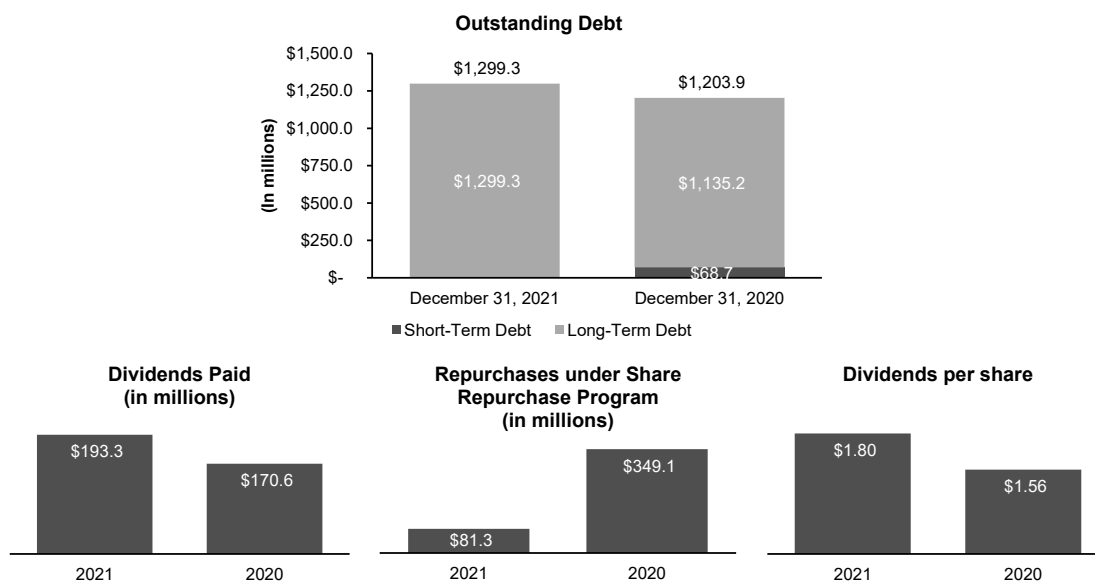 Outstanding Debt
$1,500.0
$1,250.0
$1,000.0
$750.0
$500.0
$250.0
$-
(In millions)
$1,299.3
$1,203.9
$1,299.3
$1,135.2
$68.7
December 31, 2021
December 31, 2020
Short-Term Debt
Long-Term Debt
Dividends Paid
(in millions)
$193.3
$170.6
2021
2020
Repurchases under Share
Repurchase Program
(in millions)
$81.3
$349.1
2021
2020
Dividends per share
$1.80
$1.56
2021
2020